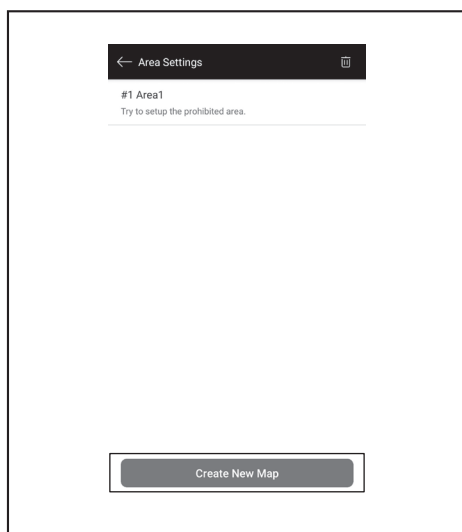 Area Settings
#1 Area1
Try to setup the prohibited area.
Create New Map